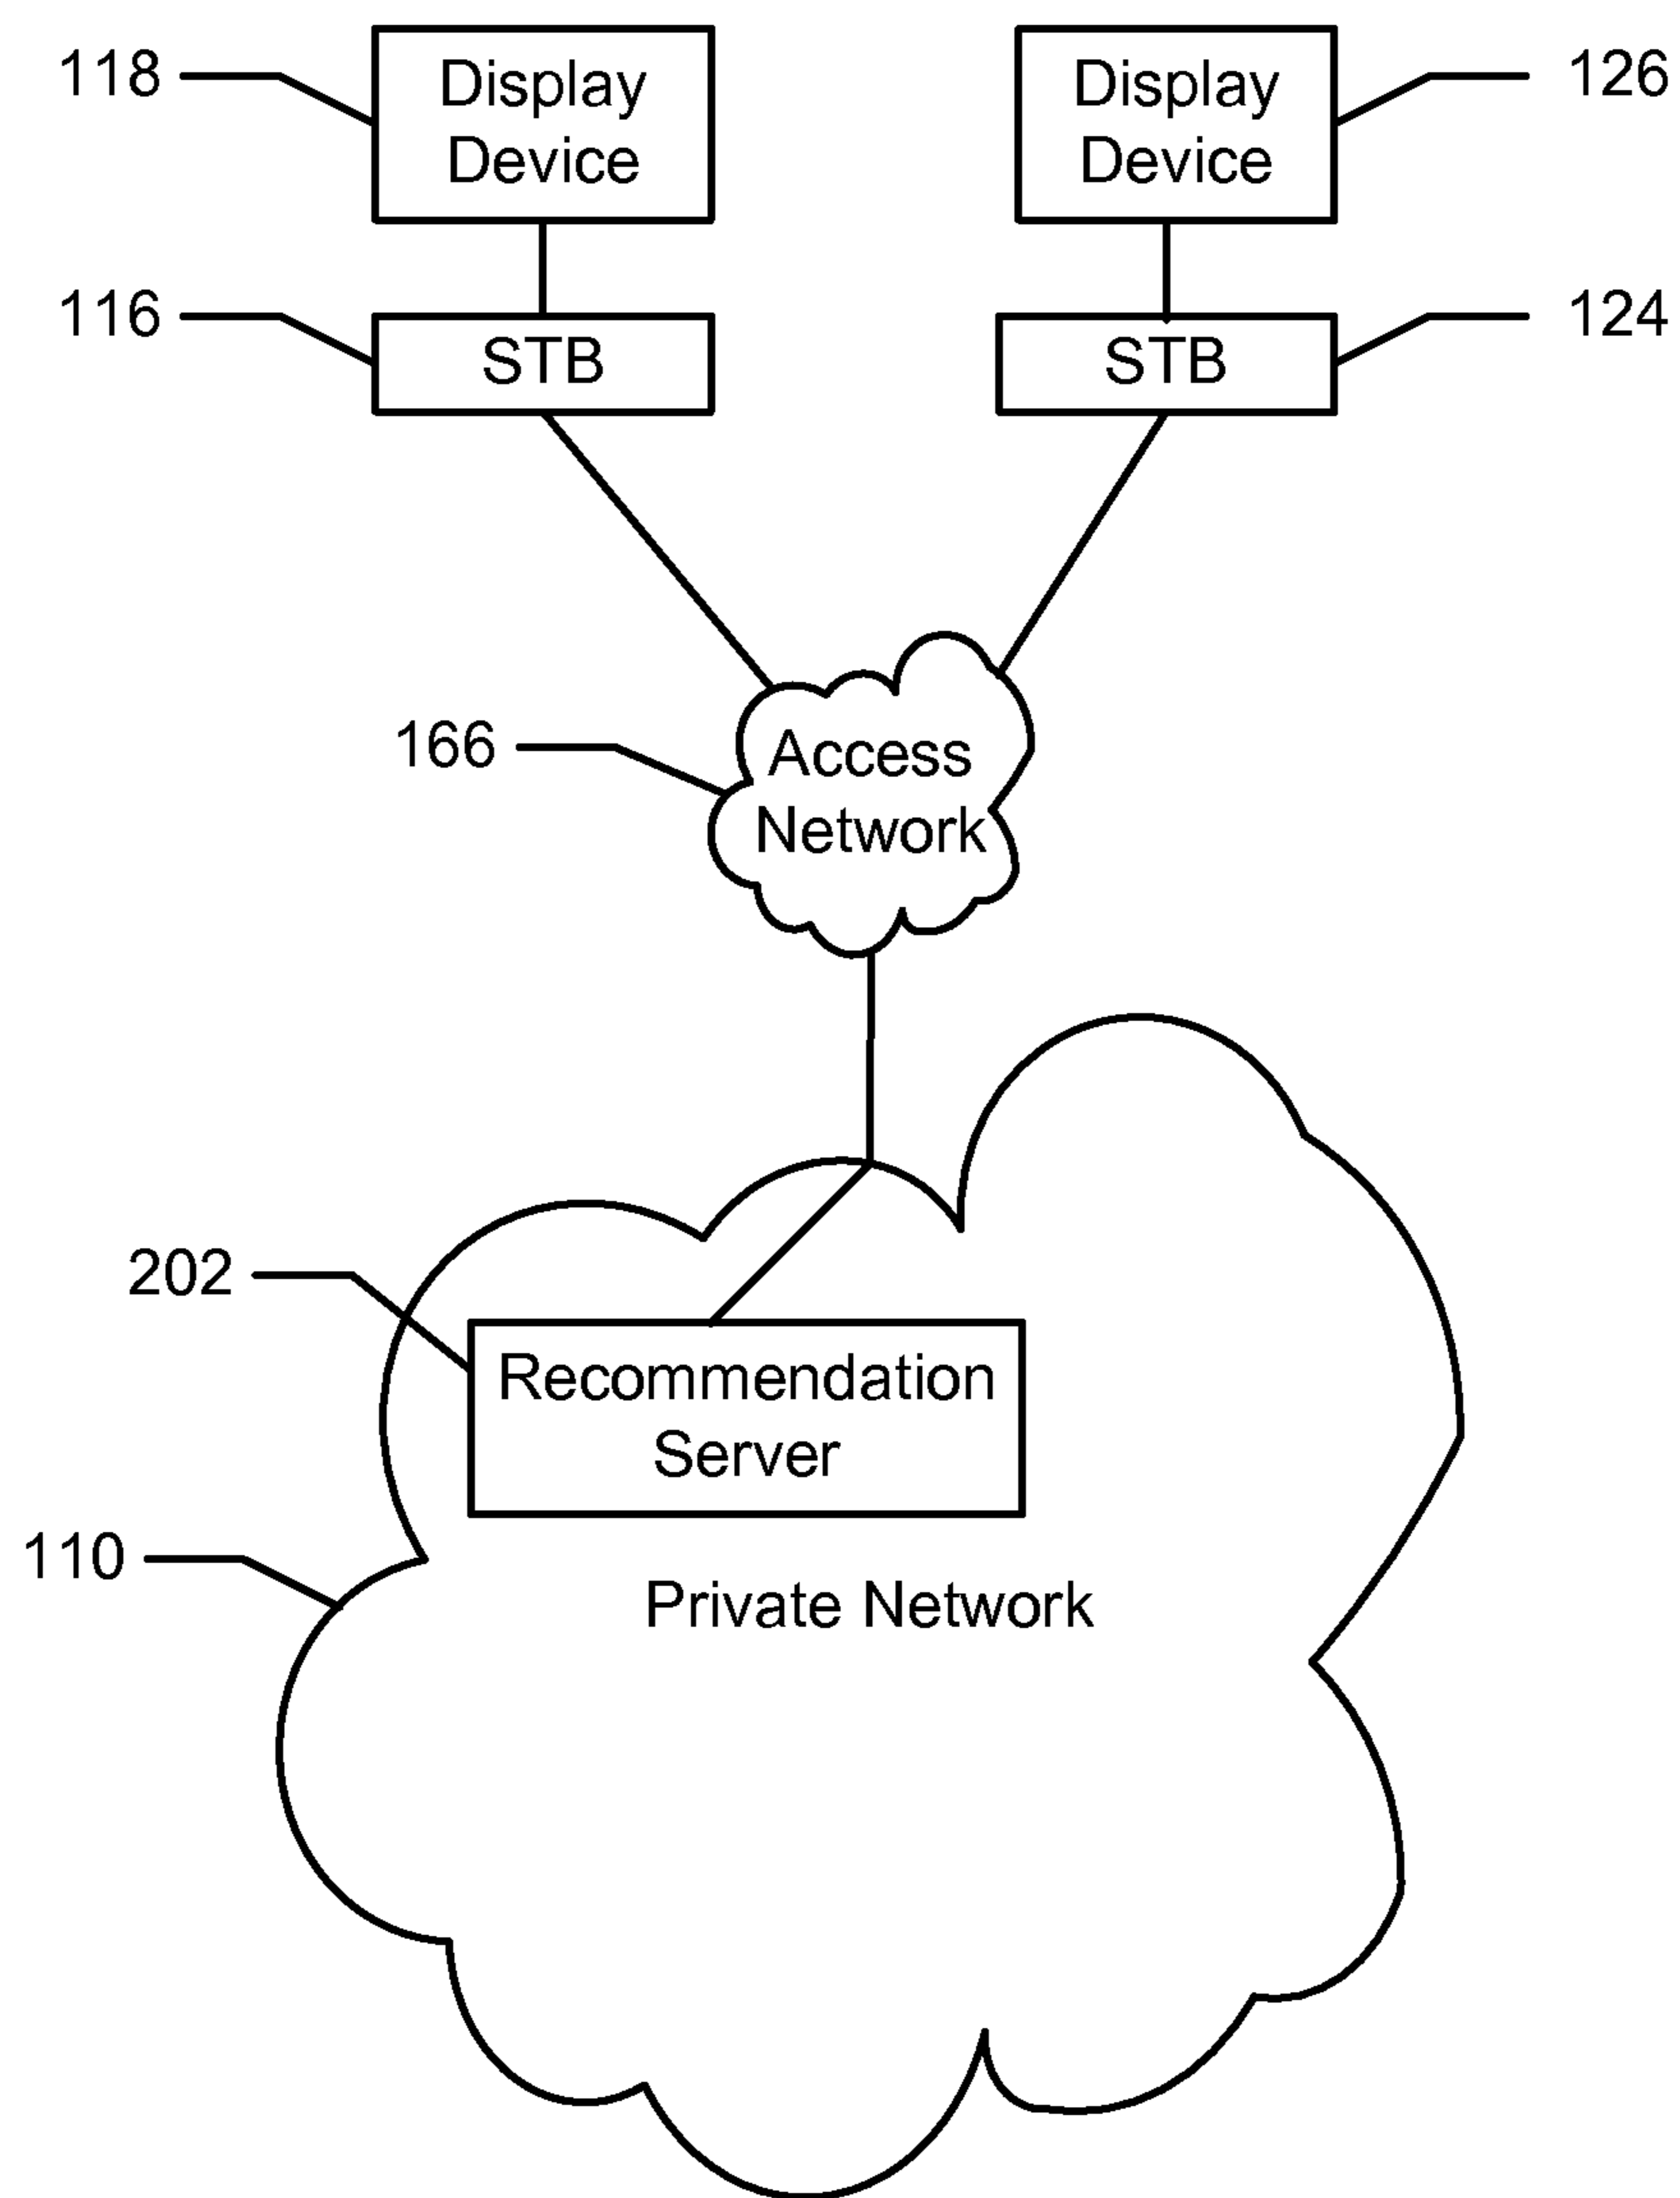 118
Display
Device
Display
Device
126
116
STB
STB
124
166
Access
Network
202
Recommendation
Server
110
Private Network